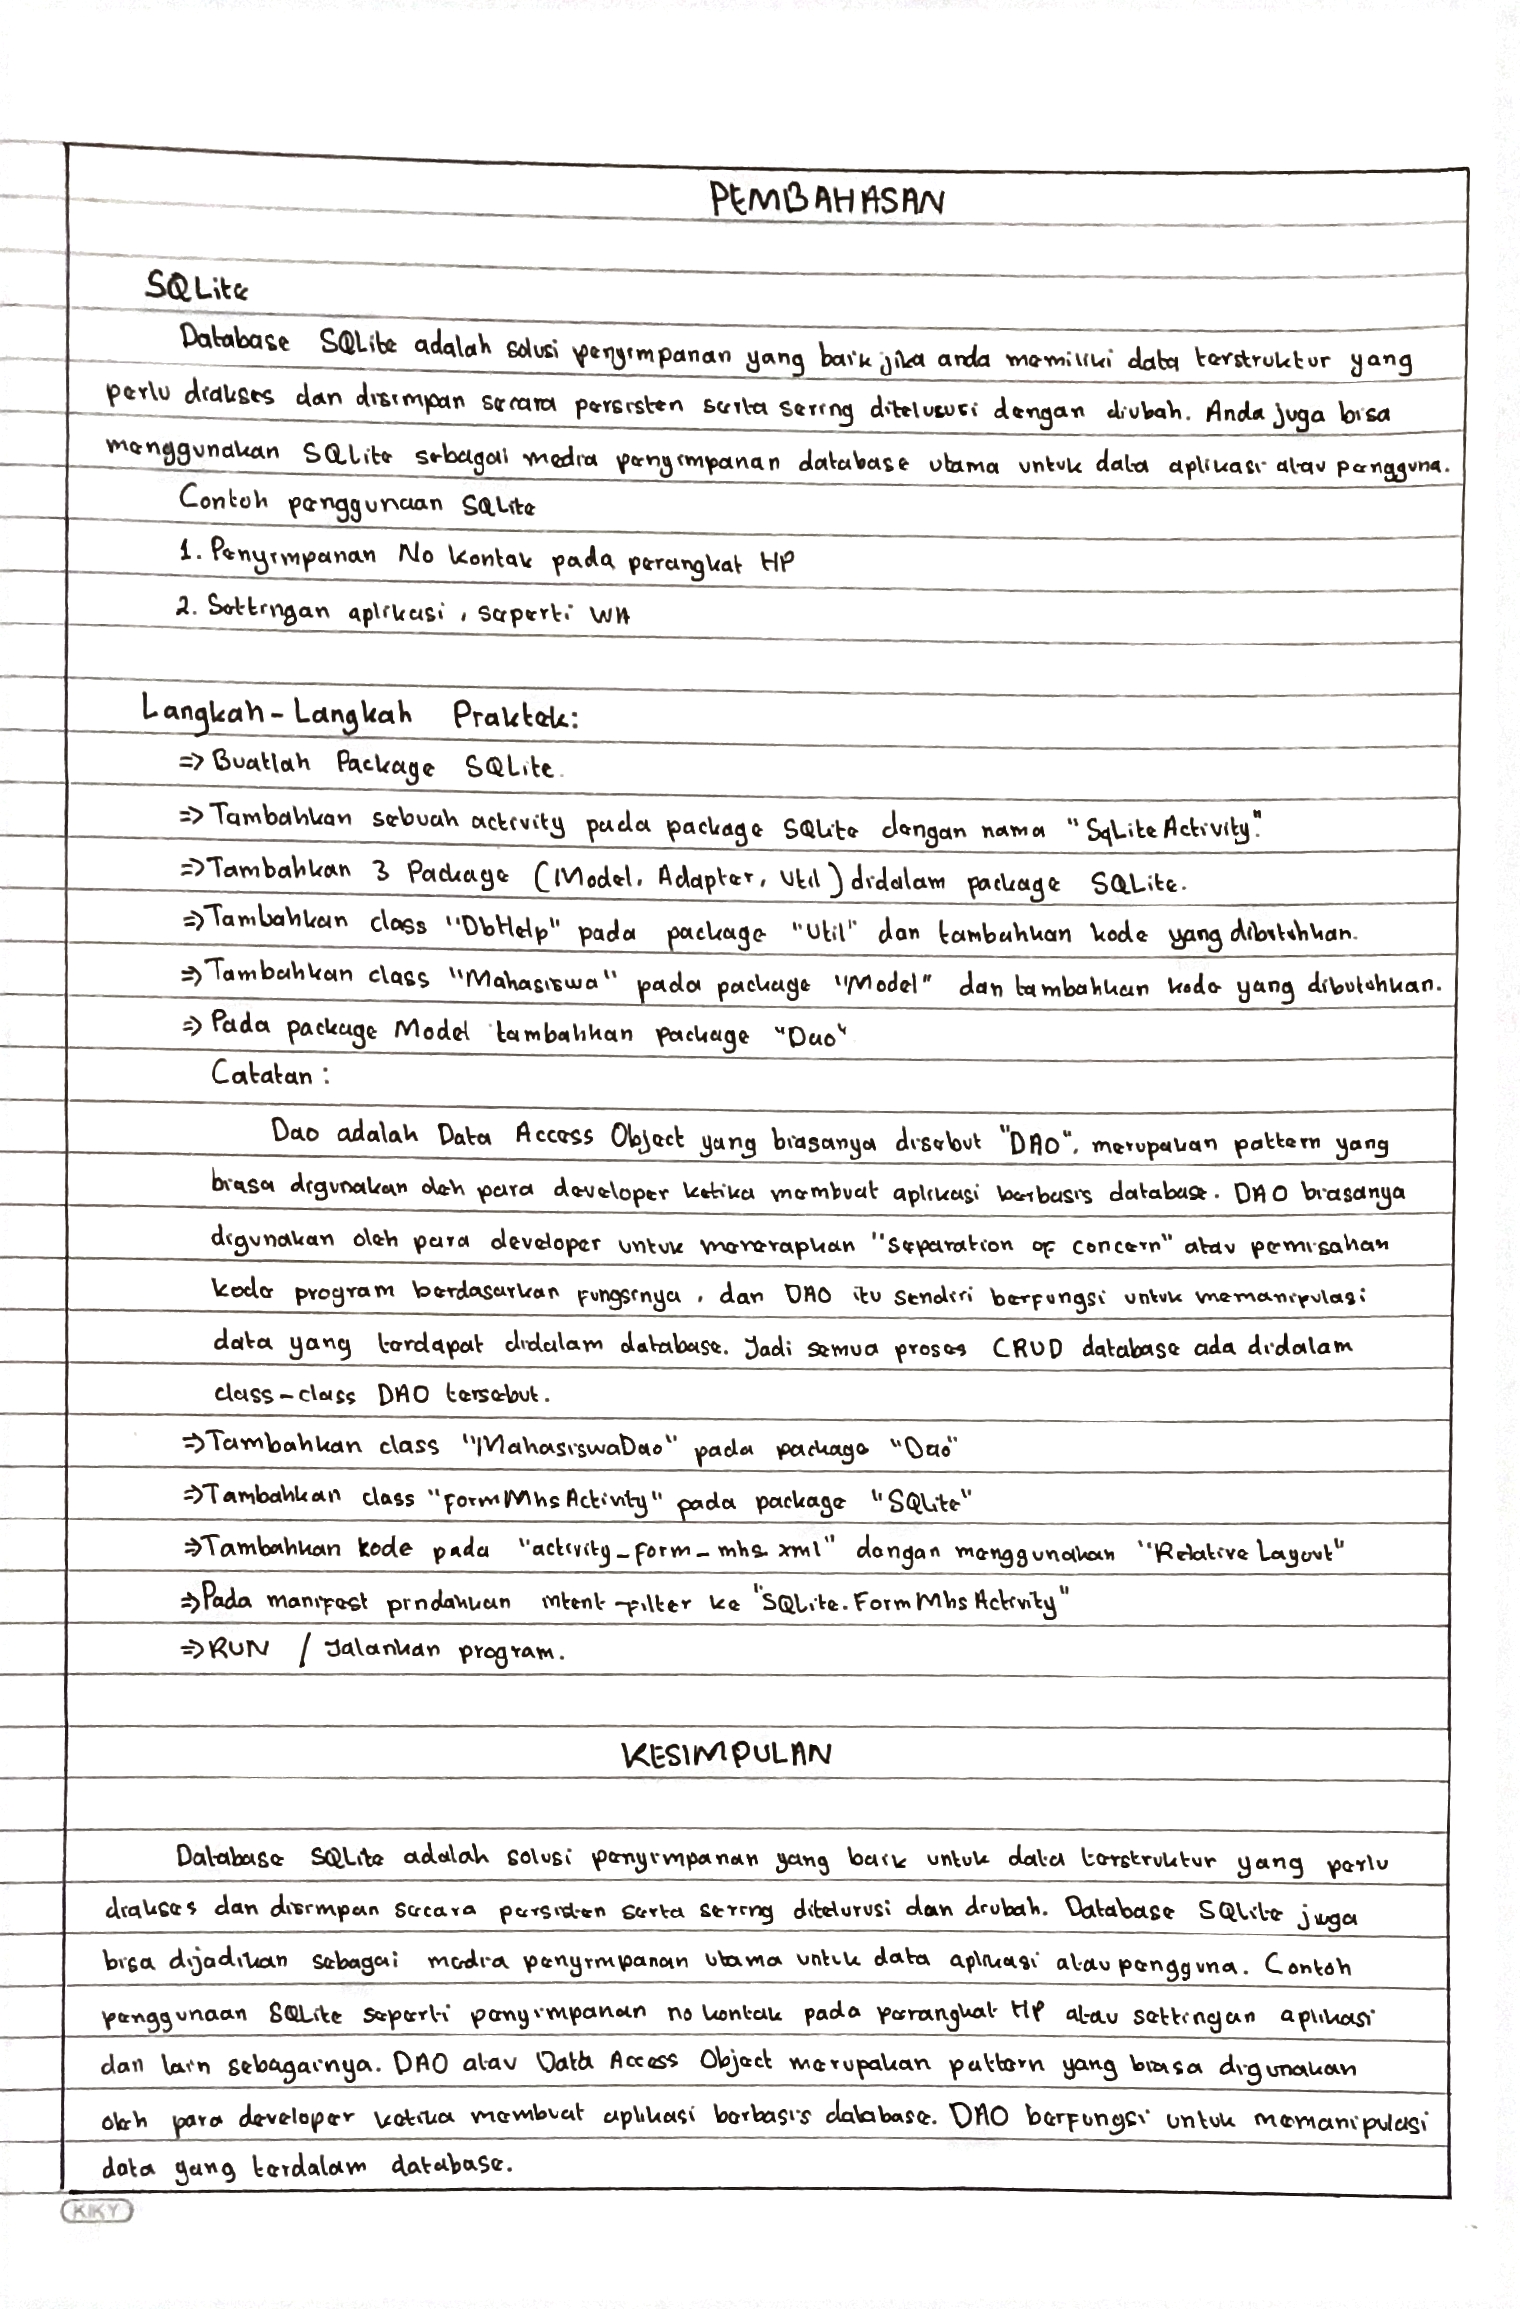 PEMBAHASAN
SQLite
Database SQLite adalah solusi penyimpanan yang baik jika anda memiliki data terstruktur yang
perlu diakses dan disimpan secara persisten serta sering ditelusuri dengan diubah. Anda juga bisa
menggunakan SQLite sebagai media penyimpanan database utama untuk data aplikasi atau pengguna.
Contoh penggunaan SQLite
1. Penyimpanan No kontak pada perangkat HP
2. Settingan aplikasi, seperti WA
Langkah-Langkah Praktek:
=> Buatlah Package SQLite.
=> Tambahkan sebuah activity pada package SQLite dengan nama "SqLiteActivity".
=> Tambahkan 3 Package (Model, Adapter, Util) didalam package SQLite.
=> Tambahkan class "DbHelp" pada package "Util" dan tambahkan kode yang dibutuhkan.
=> Tambahkan class "Mahasiswa" pada package "Model" dan tambahkan kode yang dibutuhkan.
=> Pada package Model tambahkan package "Dao"
Catatan :
Dao adalah Data Access Object yang biasanya disebut "DAO", merupakan pattern yang
biasa digunakan oleh para developer ketika membuat aplikasi berbasis database. DAO biasanya
digunakan oleh para developer untuk menerapkan "separation of concern" atau pemisahan
kode program berdasarkan fungsinya, dan DAO itu sendiri berfungsi untuk memanipulasi
data yang terdapat didalam database. Jadi semua proses CRUD database ada didalam
class-class DAO tersebut.
=> Tambahkan class "MahasiswaDao" pada package "Dao"
=> Tambahkan class "FormMhsActivity" pada package "SQLite"
=> Tambahkan kode pada "activity_form_mhs.xml" dengan menggunakan "Relative Layout"
=> Pada manifest pindahkan intent-filter ke "SQLite.FormMhsActivity"
=> RUN / Jalankan program.
KESIMPULAN
Database SQLite adalah solusi penyimpanan yang baik untuk data terstruktur yang perlu
diakses dan disimpan secara persisten serta sering ditelurusi dan diubah. Database SQLite juga
bisa dijadikan sebagai media penyimpanan utama untuk data aplikasi atau pengguna. Contoh
penggunaan SQLite seperti penyimpanan no kontak pada perangkat HP atau settingan aplikasi
dan lain sebagainya. DAO atau Data Access Object merupakan pattern yang biasa digunakan
oleh para developer ketika membuat aplikasi berbasis database. DAO berfungsi untuk memanipulasi
data yang terdalam database.
KIKY